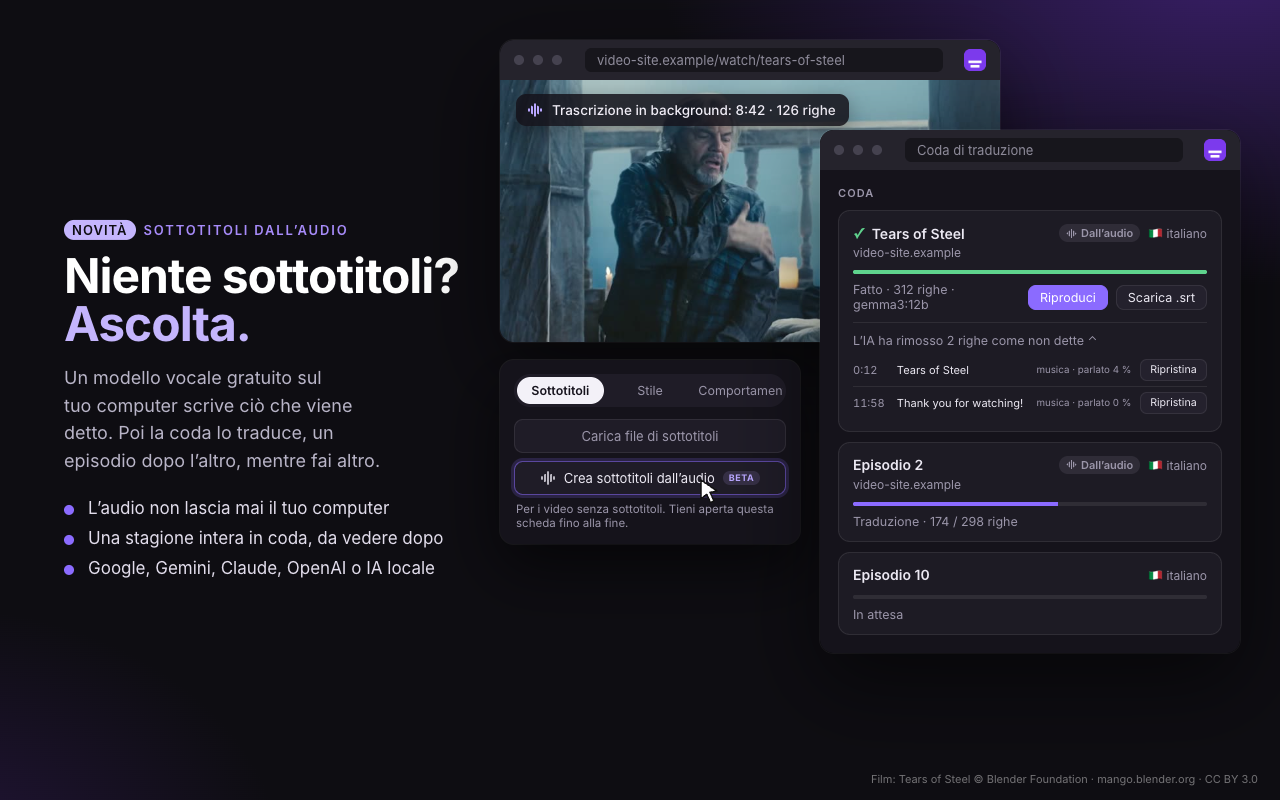 NOVITÀ SOTTOTITOLI DALL’AUDIO
Niente sottotitoli?
Ascolta.
Un modello vocale gratuito sul
tuo computer scrive ciò che viene
detto. Poi la coda lo traduce, un
episodio dopo l’altro, mentre fai altro.
L’audio non lascia mai il tuo computer
Una stagione intera in coda, da vedere dopo
Google, Gemini, Claude, OpenAI o IA locale
video-site.example/watch/tears-of-steel
Trascrizione in background: 8:42 · 126 righe
Sottotitoli Stile Comportamen
Carica file di sottotitoli
Crea sottotitoli dall’audio BETA
Per i video senza sottotitoli. Tieni aperta questa
scheda fino alla fine.
Coda di traduzione
CODA
✓ Tears of Steel Dall’audio 🇮🇹 italiano
video-site.example
Fatto · 312 righe ·
gemma3:12b
Riproduci Scarica .srt
L’IA ha rimosso 2 righe come non dette ^
0:12 Tears of Steel musica · parlato 4 % Ripristina
11:58 Thank you for watching! musica · parlato 0 % Ripristina
Episodio 2 Dall’audio 🇮🇹 italiano
video-site.example
Traduzione · 174 / 298 righe
Episodio 10 🇮🇹 italiano
In attesa
Film: Tears of Steel © Blender Foundation · mango.blender.org · CC BY 3.0